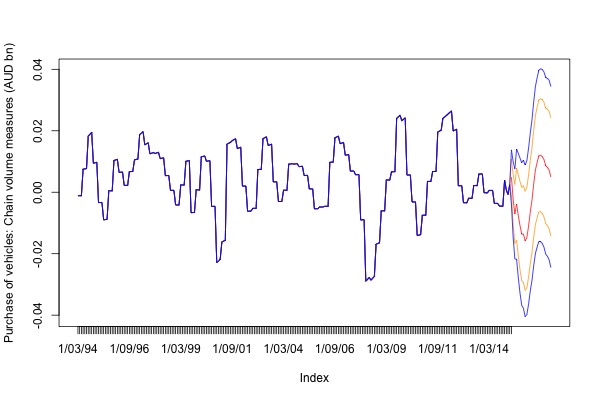 Purchase of vehicles: Chain volume measures (AUD bn)
0.04
0.02
0.00
-0.02
-0.04
1/03/94 1/09/96 1/03/99 1/09/01 1/03/04 1/09/06 1/03/09 1/09/11 1/03/14
Index